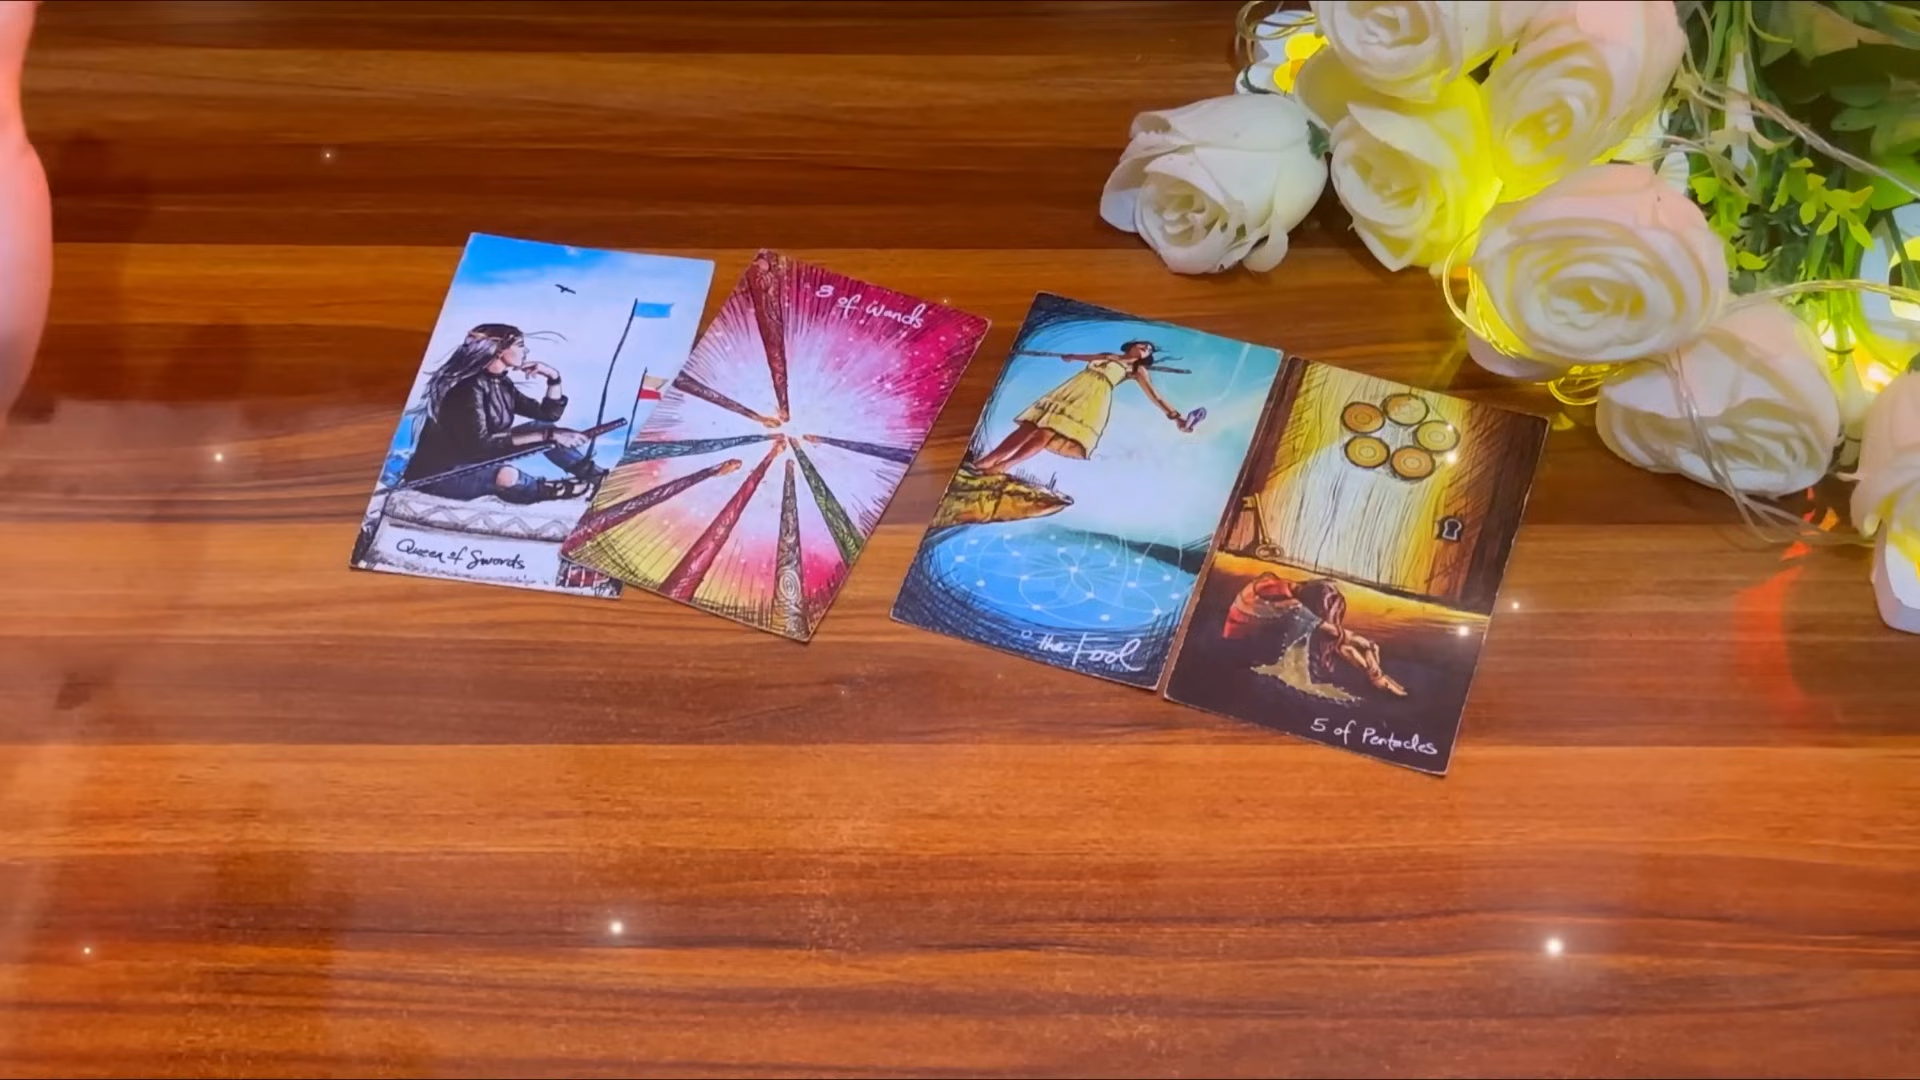 Queen of Swords
8 of Wands
0 the Fool
5 of Pentacles